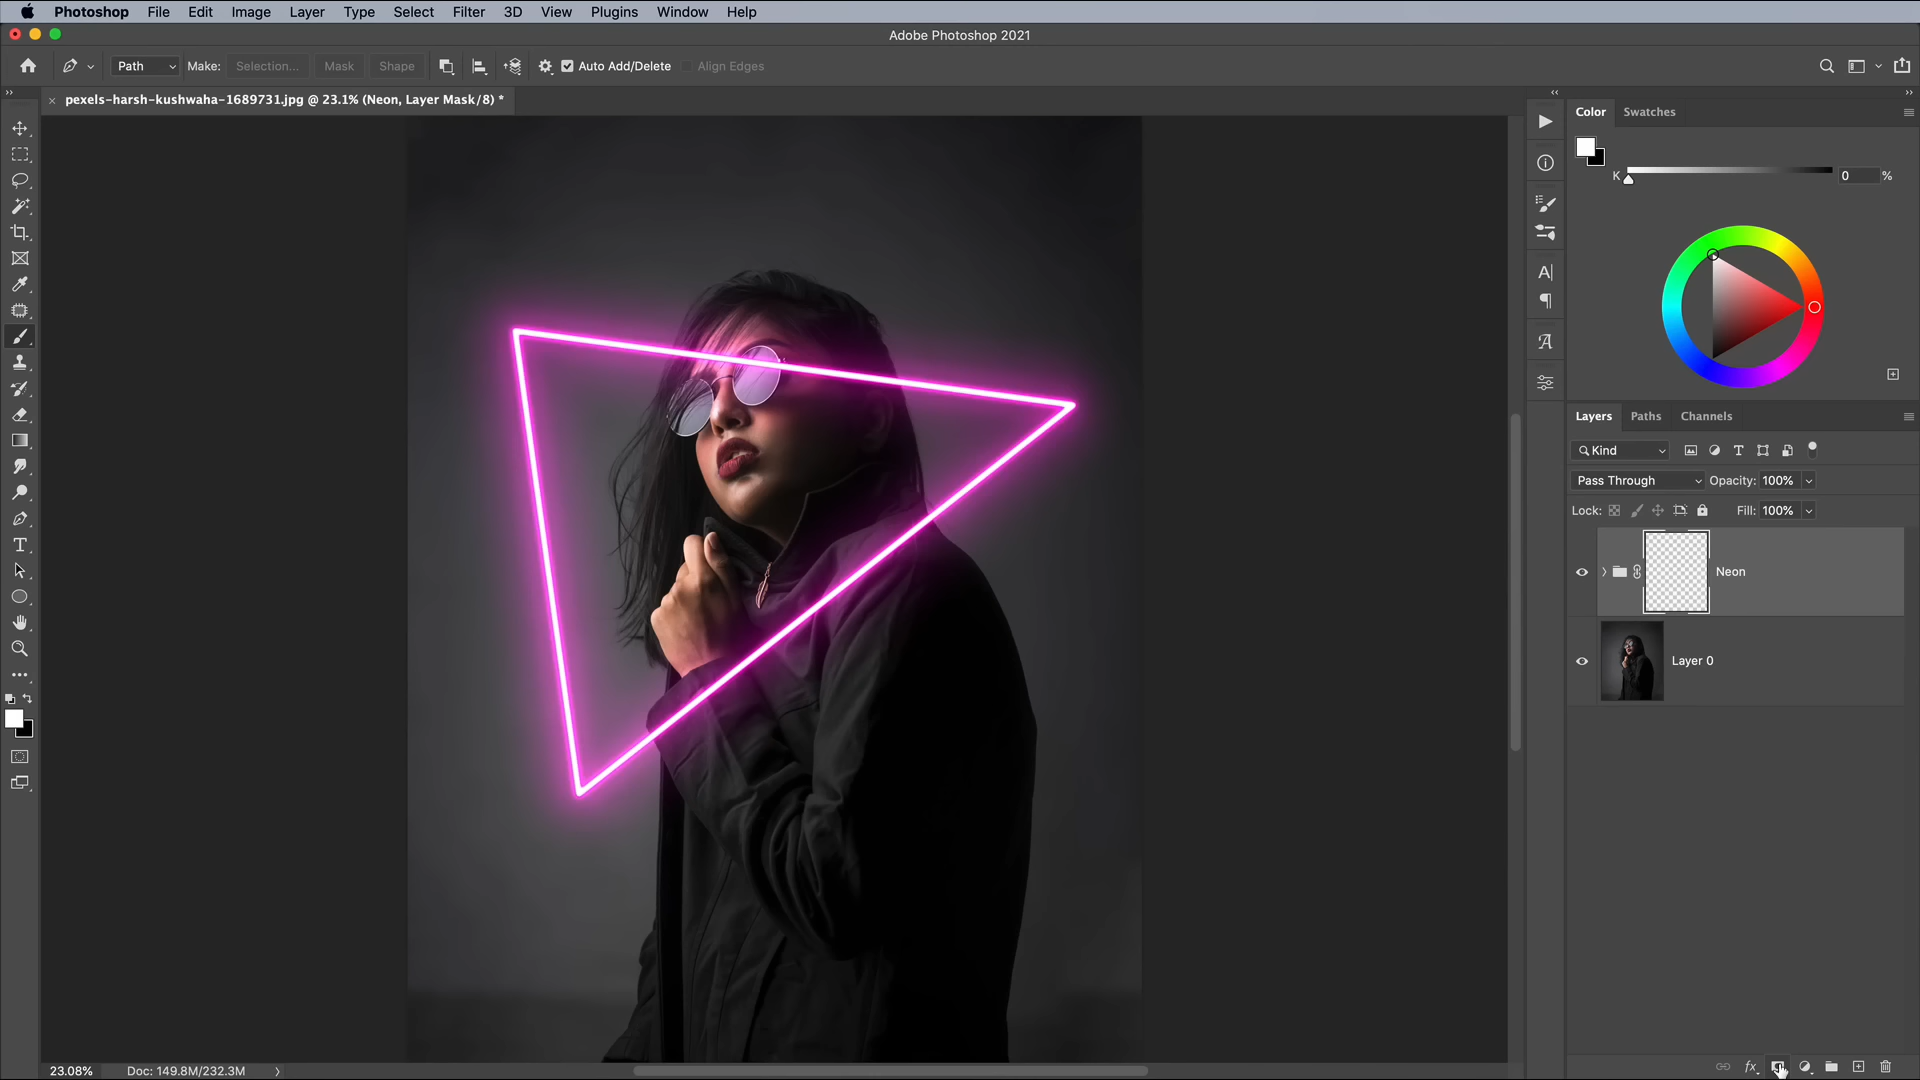 Photoshop File Edit Image Layer Type Select Filter 3D View Plugins Window Help
Adobe Photoshop 2021
Path Make: Selection... Mask Shape Auto Add/Delete Align Edges
pexels-harsh-kushwaha-1689731.jpg @ 23.1% (Neon, Layer Mask/8) *
Color Swatches
K 0 %
Layers Paths Channels
Kind
Pass Through Opacity: 100%
Lock: Fill: 100%
Neon
Layer 0
23.08% Doc: 149.8M/232.3M
fx